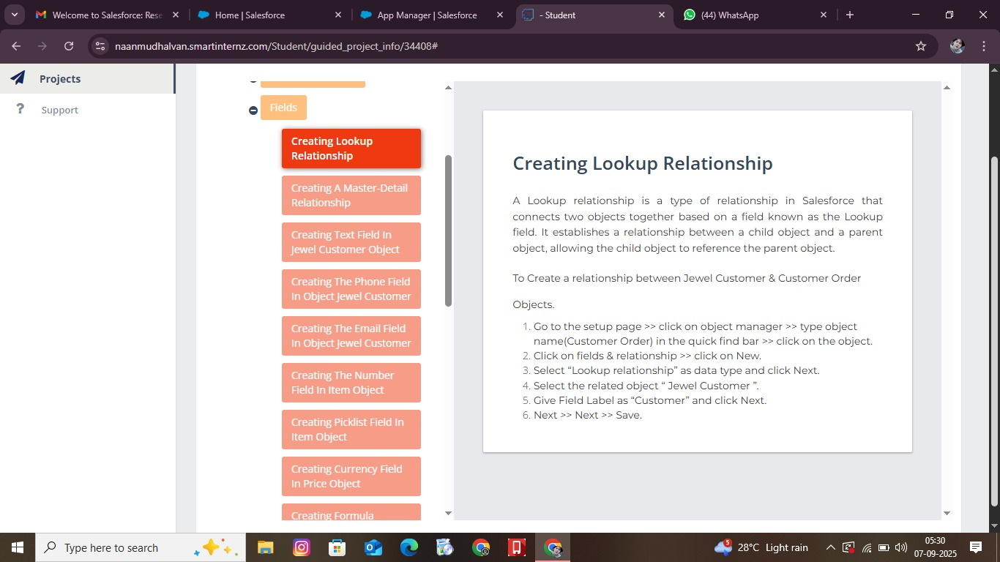 Welcome to Salesforce: Rese
Home | Salesforce
App Manager | Salesforce
- Student
(44) WhatsApp
naanmudhalvan.smartinternz.com/Student/guided_project_info/34408#
Projects
Support
Fields
Creating Lookup
Relationship
Creating A Master-Detail
Relationship
Creating Text Field In
Jewel Customer Object
Creating The Phone Field
In Object Jewel Customer
Creating The Email Field
In Object Jewel Customer
Creating The Number
Field In Item Object
Creating Picklist Field In
Item Object
Creating Currency Field
In Price Object
Creating Formula
Creating Lookup Relationship
A Lookup relationship is a type of relationship in Salesforce that
connects two objects together based on a field known as the Lookup
field. It establishes a relationship between a child object and a parent
object, allowing the child object to reference the parent object.
To Create a relationship between Jewel Customer & Customer Order
Objects.
1. Go to the setup page >> click on object manager >> type object
name(Customer Order) in the quick find bar >> click on the object.
2. Click on fields & relationship >> click on New.
3. Select “Lookup relationship” as data type and click Next.
4. Select the related object “ Jewel Customer ”.
5. Give Field Label as “Customer” and click Next.
6. Next >> Next >> Save.
Type here to search
5
28°C Light rain
05:30
07-09-2025